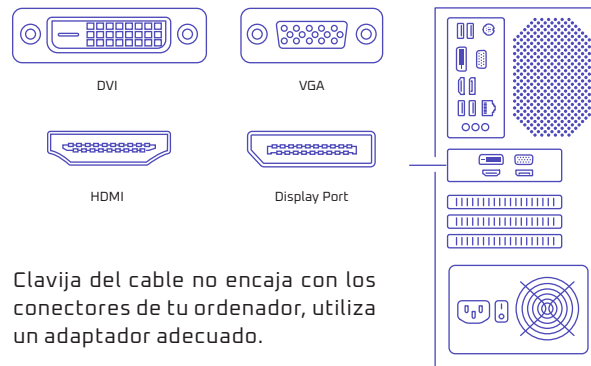 DVI
VGA
HDMI
Display Port
Clavija del cable no encaja con los
conectores de tu ordenador, utiliza
un adaptador adecuado.